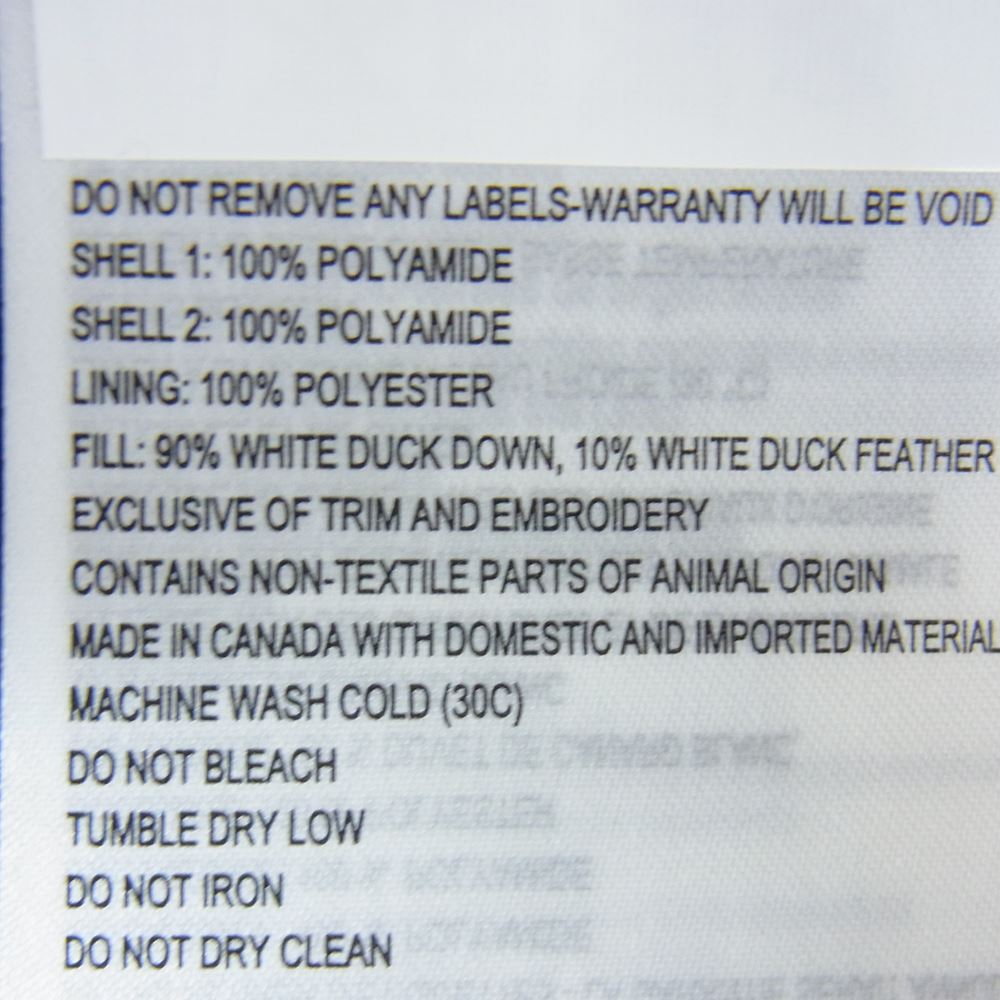 DO NOT REMOVE ANY LABELS-WARRANTY WILL BE VOID
SHELL 1: 100% POLYAMIDE
SHELL 2: 100% POLYAMIDE
LINING: 100% POLYESTER
FILL: 90% WHITE DUCK DOWN, 10% WHITE DUCK FEATHER
EXCLUSIVE OF TRIM AND EMBROIDERY
CONTAINS NON-TEXTILE PARTS OF ANIMAL ORIGIN
MADE IN CANADA WITH DOMESTIC AND IMPORTED MATERIAL
MACHINE WASH COLD (30C)
DO NOT BLEACH
TUMBLE DRY LOW
DO NOT IRON
DO NOT DRY CLEAN